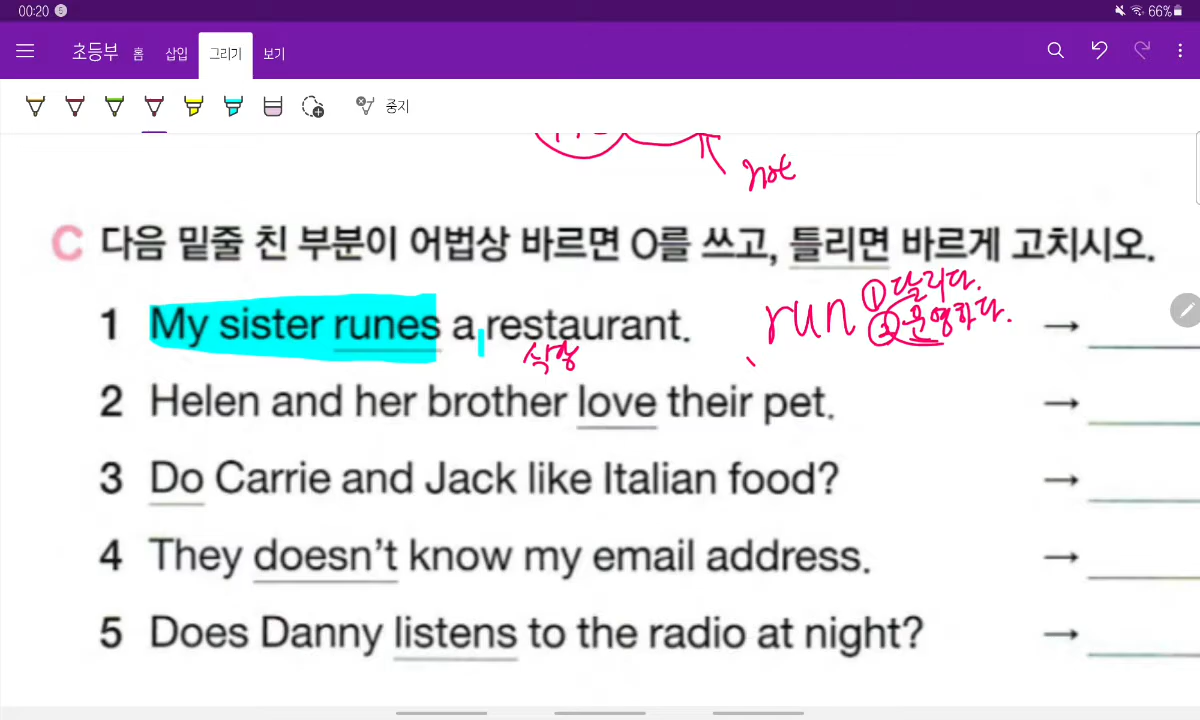 00:20 5 66%
초등부 홈 삽입 그리기 보기
중지
not
C 다음 밑줄 친 부분이 어법상 바르면 O를 쓰고, 틀리면 바르게 고치시오.
1 My sister runes a restaurant. →
식당
run ① 달리다.
② 운영하다.
2 Helen and her brother love their pet. →
3 Do Carrie and Jack like Italian food? →
4 They doesn't know my email address. →
5 Does Danny listens to the radio at night? →